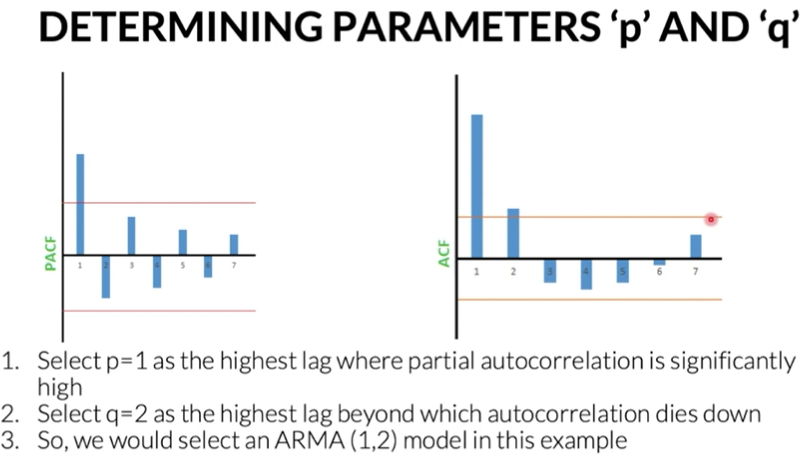 DETERMINING PARAMETERS ‘p’ AND ‘q’
PACF
1 2 3 4 5 6 7
ACF
1 2 3 4 5 6 7
1. Select p=1 as the highest lag where partial autocorrelation is significantly
high
2. Select q=2 as the highest lag beyond which autocorrelation dies down
3. So, we would select an ARMA (1,2) model in this example